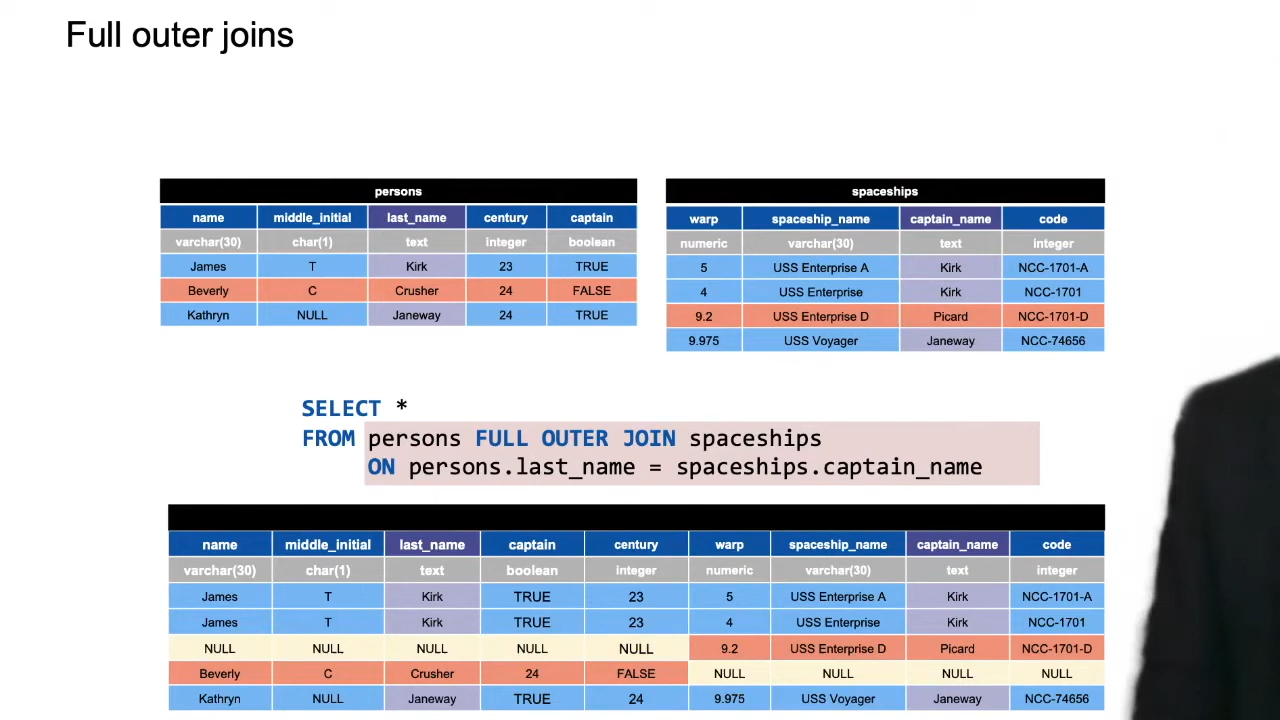 Full outer joins
persons
name middle_initial last_name century captain
varchar(30) char(1) text integer boolean
James T Kirk 23 TRUE
Beverly C Crusher 24 FALSE
Kathryn NULL Janeway 24 TRUE
spaceships
warp spaceship_name captain_name code
numeric varchar(30) text integer
5 USS Enterprise A Kirk NCC-1701-A
4 USS Enterprise Kirk NCC-1701
9.2 USS Enterprise D Picard NCC-1701-D
9.975 USS Voyager Janeway NCC-74656
SELECT *
FROM persons FULL OUTER JOIN spaceships
ON persons.last_name = spaceships.captain_name
name middle_initial last_name captain century warp spaceship_name captain_name code
varchar(30) char(1) text boolean integer numeric varchar(30) text integer
James T Kirk TRUE 23 5 USS Enterprise A Kirk NCC-1701-A
James T Kirk TRUE 23 4 USS Enterprise Kirk NCC-1701
NULL NULL NULL NULL NULL 9.2 USS Enterprise D Picard NCC-1701-D
Beverly C Crusher 24 FALSE NULL NULL NULL NULL
Kathryn NULL Janeway TRUE 24 9.975 USS Voyager Janeway NCC-74656